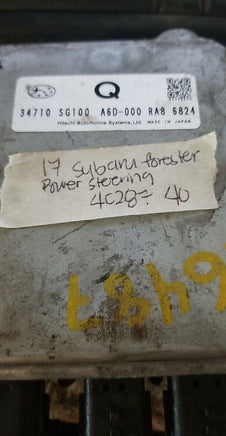 Q
34710 SG100 A6D-000 RA8 6824
Hitachi Automotive Systems, Ltd. MADE IN JAPAN
17 Subaru forester
Power steering
4C287 40